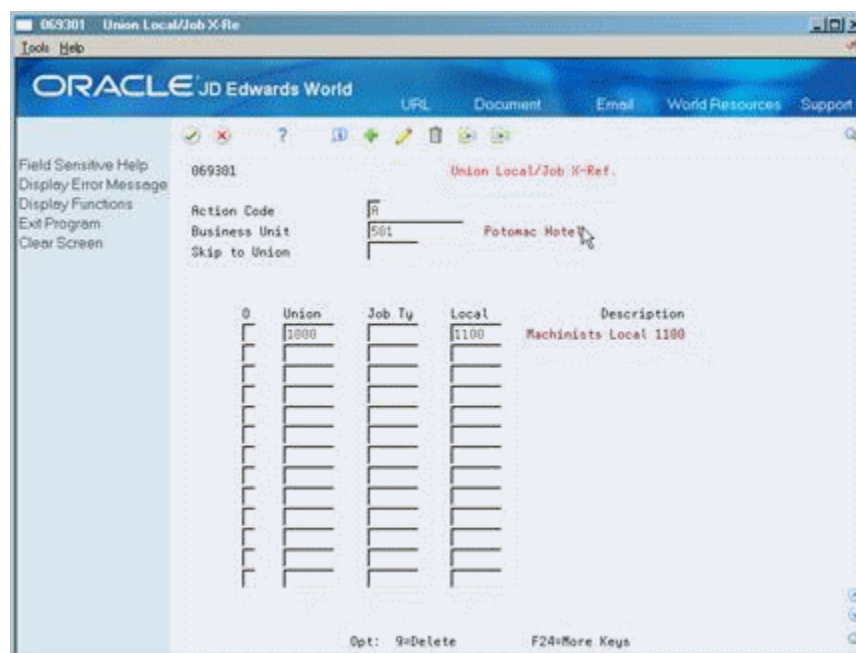 069301 Union Local/Job X-Re
Tools Help
ORACLE JD Edwards World
URL Document Email World Resources Support
Field Sensitive Help
Display Error Message
Display Functions
Exit Program
Clear Screen
069301 Union Local/Job X-Ref.
Action Code A
Business Unit 501 Potomac Hotel
Skip to Union
O Union Job Ty Local Description
1000 1100 Machinists Local 1100
Opt: 9=Delete F24=More Keys